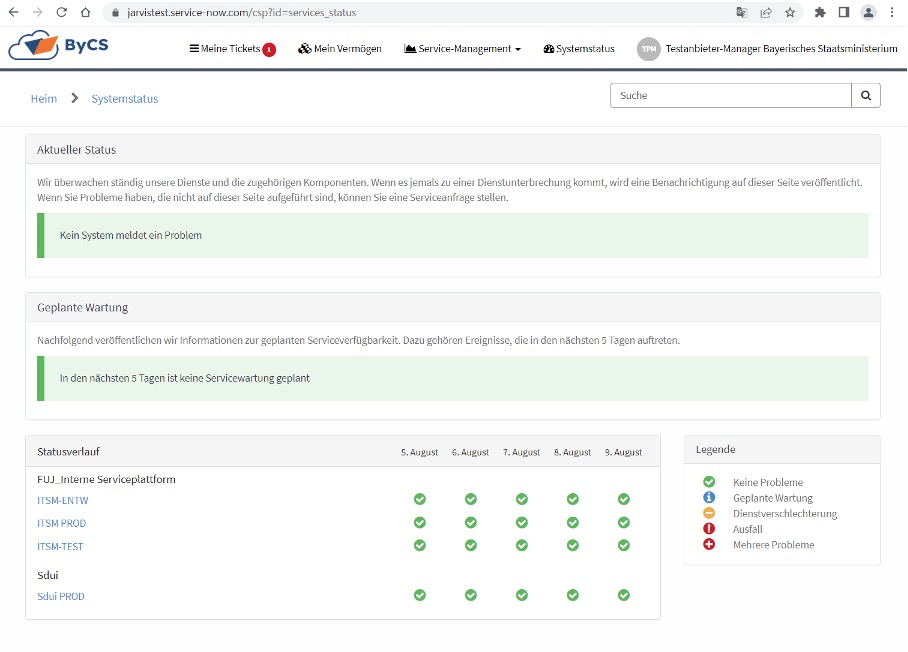 jarvistest.service-now.com/csp?id=services_status
ByCS
Meine Tickets 1
Mein Vermögen
Service-Management
Systemstatus
TPM
Testanbieter-Manager Bayerisches Staatsministerium
Heim
Systemstatus
Suche
Aktueller Status
Wir überwachen ständig unsere Dienste und die zugehörigen Komponenten. Wenn es jemals zu einer Dienstunterbrechung kommt, wird eine Benachrichtigung auf dieser Seite veröffentlicht.
Wenn Sie Probleme haben, die nicht auf dieser Seite aufgeführt sind, können Sie eine Serviceanfrage stellen.
Kein System meldet ein Problem
Geplante Wartung
Nachfolgend veröffentlichen wir Informationen zur geplanten Serviceverfügbarkeit. Dazu gehören Ereignisse, die in den nächsten 5 Tagen auftreten.
In den nächsten 5 Tagen ist keine Servicewartung geplant
Statusverlauf 5. August 6. August 7. August 8. August 9. August
FUJ_Interne Serviceplattform
ITSM-ENTW
ITSM PROD
ITSM-TEST
Sdui
Sdui PROD
Legende
Keine Probleme
Geplante Wartung
Dienstverschlechterung
Ausfall
Mehrere Probleme